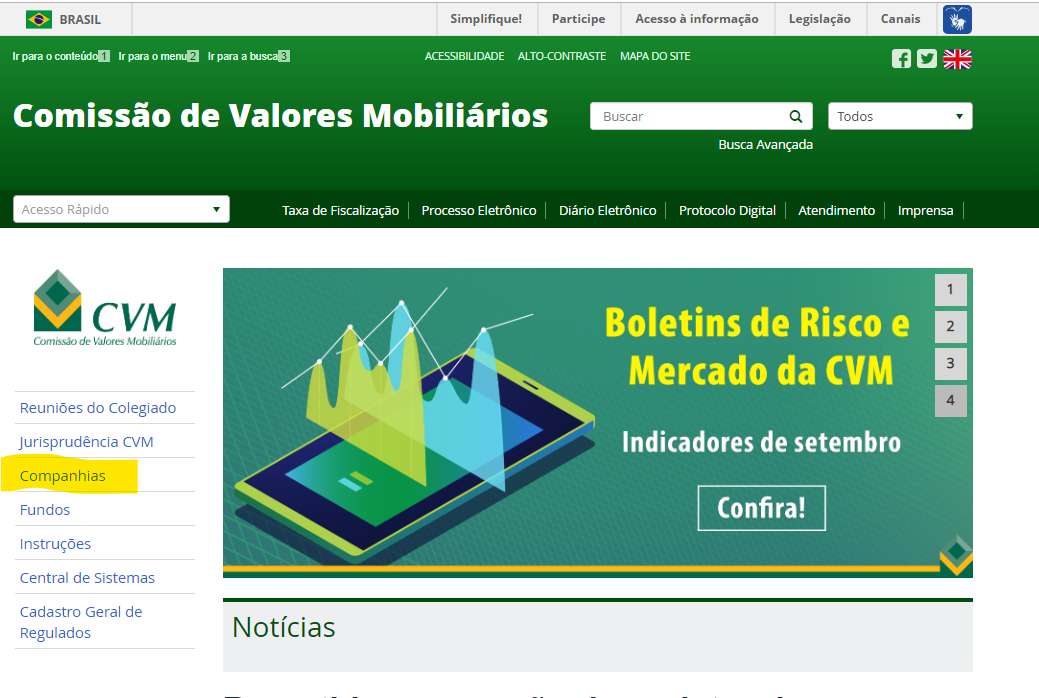 BRASIL
Simplifique!
Participe
Acesso à informação
Legislação
Canais
Ir para o conteúdo 1 Ir para o menu 2 Ir para a busca 3
ACESSIBILIDADE ALTO-CONTRASTE MAPA DO SITE
Comissão de Valores Mobiliários
Buscar
Todos
Busca Avançada
Acesso Rápido
Taxa de Fiscalização
Processo Eletrônico
Diário Eletrônico
Protocolo Digital
Atendimento
Imprensa
CVM
Comissão de Valores Mobiliários
Reuniões do Colegiado
Jurisprudência CVM
Companhias
Fundos
Instruções
Central de Sistemas
Cadastro Geral de
Regulados
Boletins de Risco e
Mercado da CVM
Indicadores de setembro
Confira!
1
2
3
4
Notícias